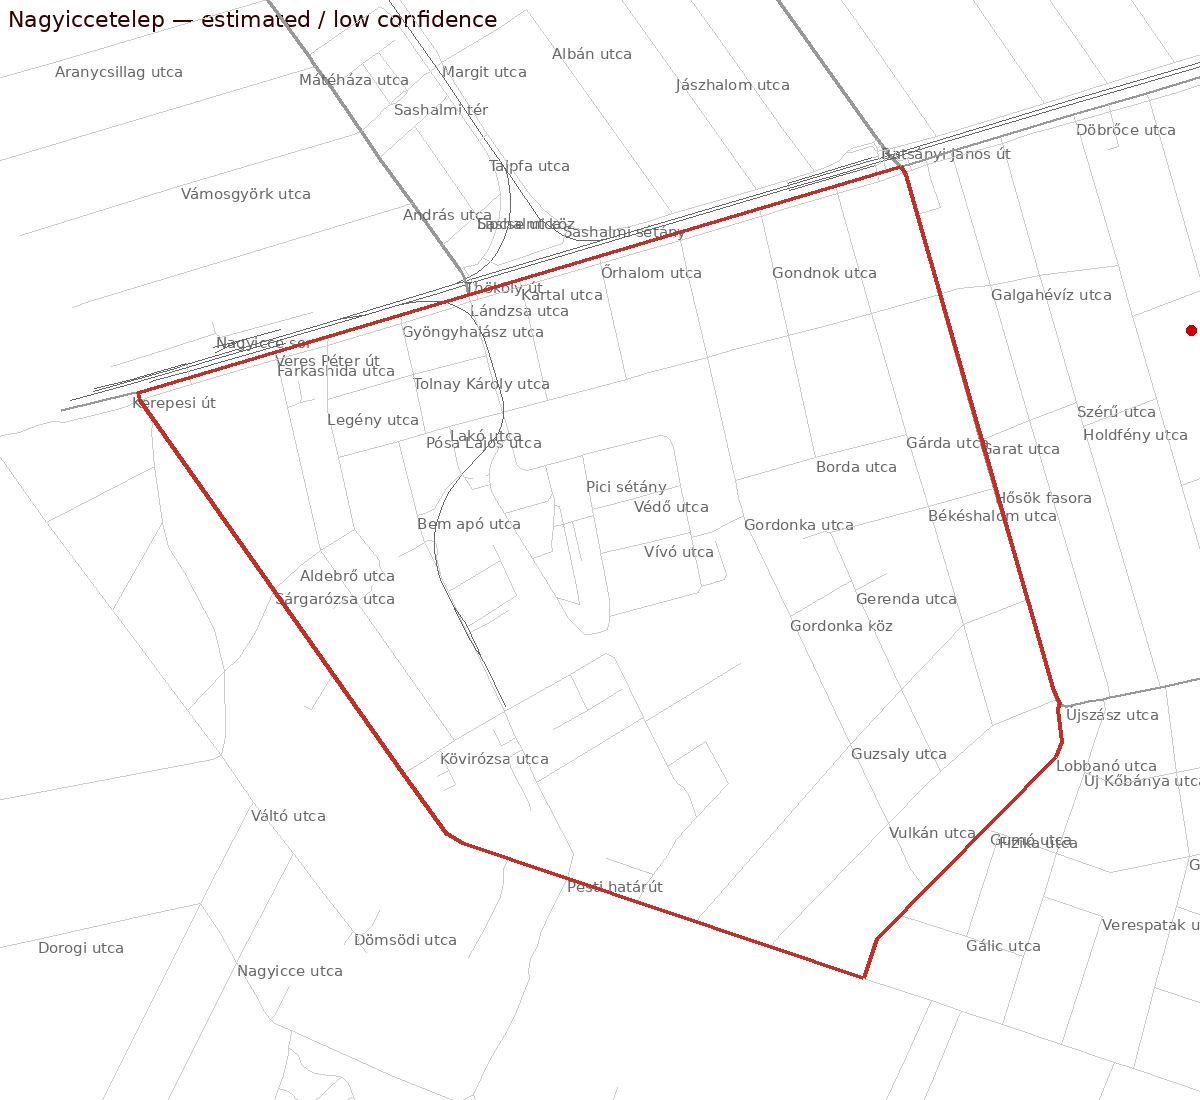 Nagyiccetelep — estimated / low confidence
Albán utca
Aranycsillag utca
Mátéháza utca
Margit utca
Jászhalom utca
Sashalmi tér
Döbrőce utca
Batsányi János út
Tajpfa utca
Vámosgyörk utca
András utca
Sashalmi sétány
Őrhalom utca
Gondnok utca
Thököly út
Kartal utca
Galgahévíz utca
Lándzsa utca
Gyöngyhalász utca
Nagyicce sor
Veres Péter út
Farkashida utca
Tolnay Károly utca
Kerepesi út
Szérű utca
Legény utca
Lakó utca
Holdfény utca
Pósa Lajos utca
Gárda utca
Garat utca
Borda utca
Pici sétány
Hősök fasora
Védő utca
Békéshalom utca
Bem apó utca
Gordonka utca
Vívó utca
Aldebrő utca
Sárgarózsa utca
Gerenda utca
Gordonka köz
Újszász utca
Guzsaly utca
Kövirózsa utca
Lobbanó utca
Új Kőbánya utca
Váltó utca
Vulkán utca
Gumó utca
Fizika utca
G
Pesti határút
Verespatak u
Dömsödi utca
Gálic utca
Dorogi utca
Nagyicce utca